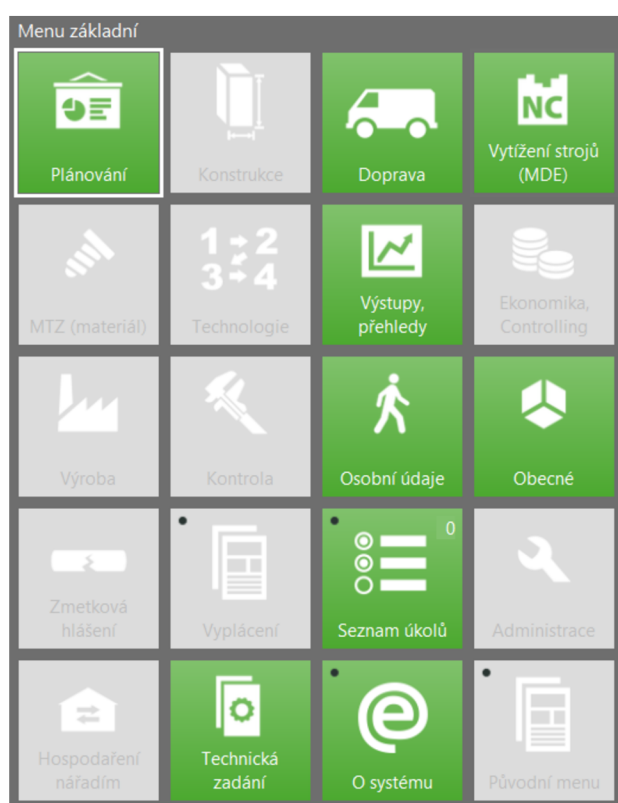 Menu základní
Plánování
Konstrukce
Doprava
NC
Vytížení strojů
(MDE)
MTZ (materiál)
1 2
3 4
Technologie
Výstupy,
přehledy
Ekonomika,
Controlling
Výroba
Kontrola
Osobní údaje
Obecné
Zmetková
hlášení
Vyplácení
0
Seznam úkolů
Administrace
Hospodaření
nářadím
Technická
zadání
e
O systému
Původní menu